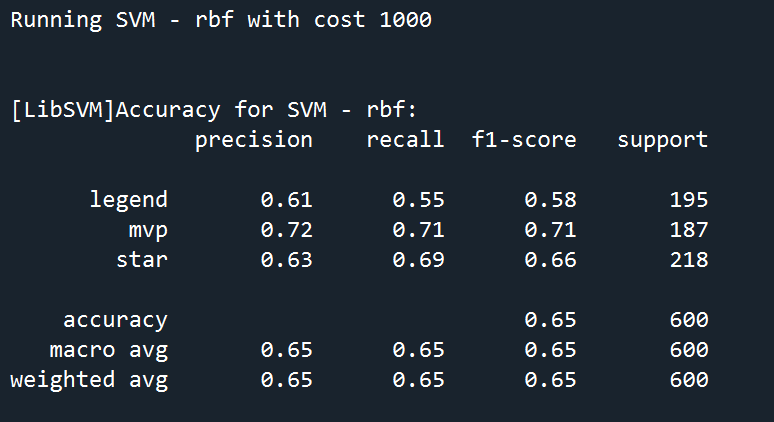 Running SVM - rbf with cost 1000
[LibSVM]Accuracy for SVM - rbf:
precision recall f1-score support
legend 0.61 0.55 0.58 195
mvp 0.72 0.71 0.71 187
star 0.63 0.69 0.66 218
accuracy 0.65 600
macro avg 0.65 0.65 0.65 600
weighted avg 0.65 0.65 0.65 600